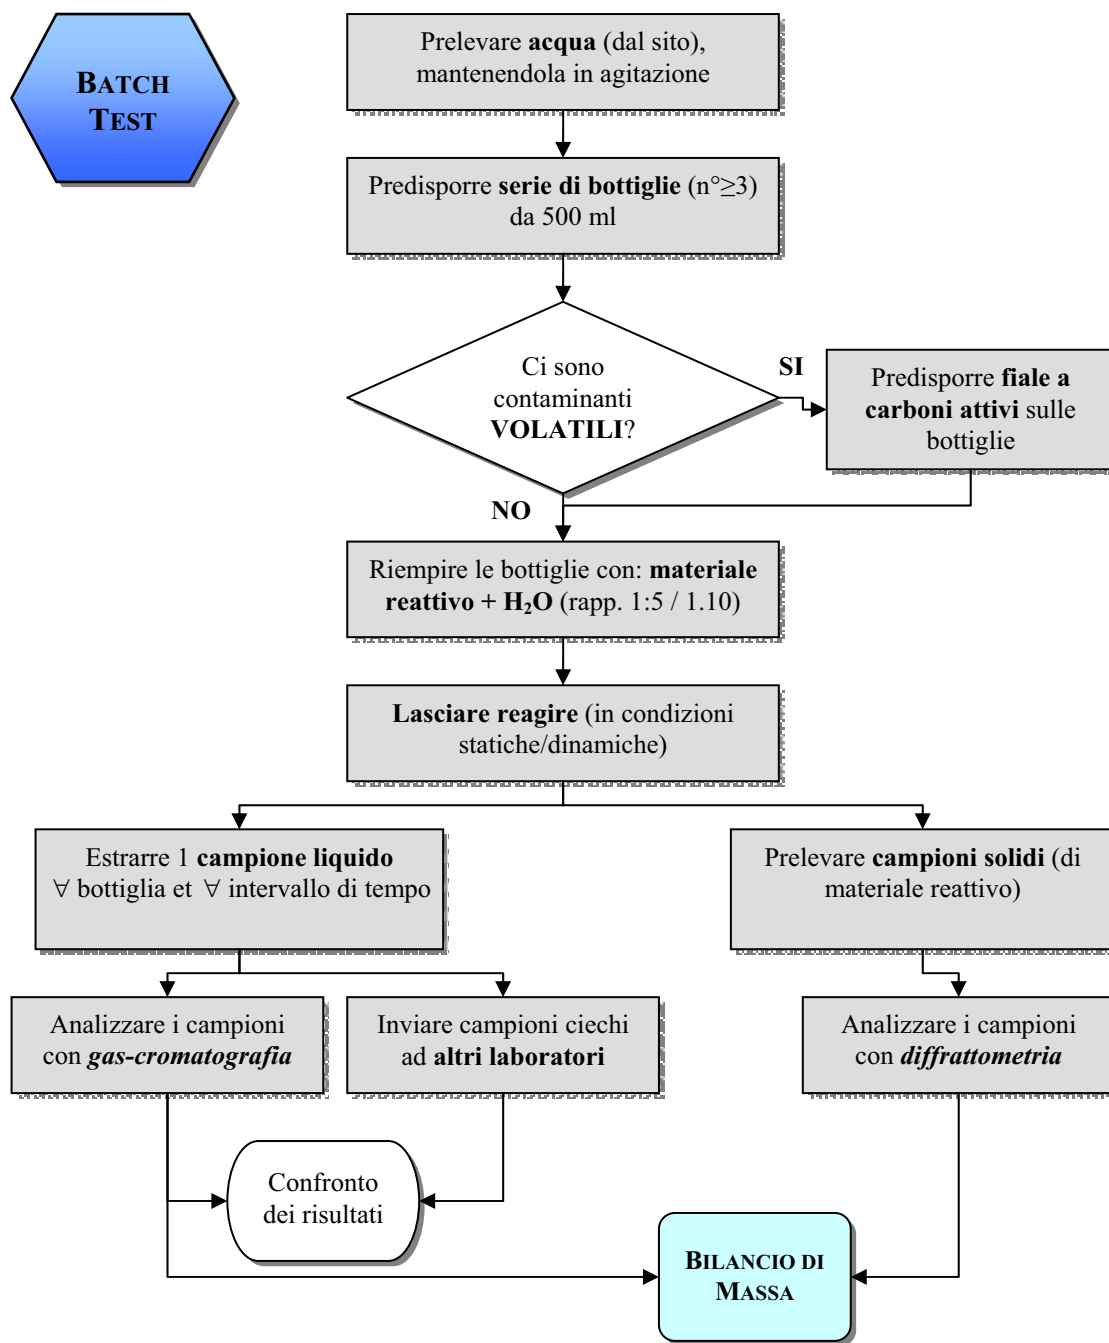 BATCH
TEST
Prelevare acqua (dal sito),
mantenendola in agitazione
Predisporre serie di bottiglie (n°≥3)
da 500 ml
Ci sono
contaminanti
VOLATILI?
SI
Predisporre fiale a
carboni attivi sulle
bottiglie
NO
Riempire le bottiglie con: materiale
reattivo + H₂O (rapp. 1:5 / 1.10)
Lasciare reagire (in condizioni
statiche/dinamiche)
Estrarre 1 campione liquido
∀ bottiglia et ∀ intervallo di tempo
Prelevare campioni solidi (di
materiale reattivo)
Analizzare i campioni
con gas-cromatografia
Inviare campioni ciechi
ad altri laboratori
Analizzare i campioni
con diffrattometria
Confronto
dei risultati
BILANCIO DI
MASSA